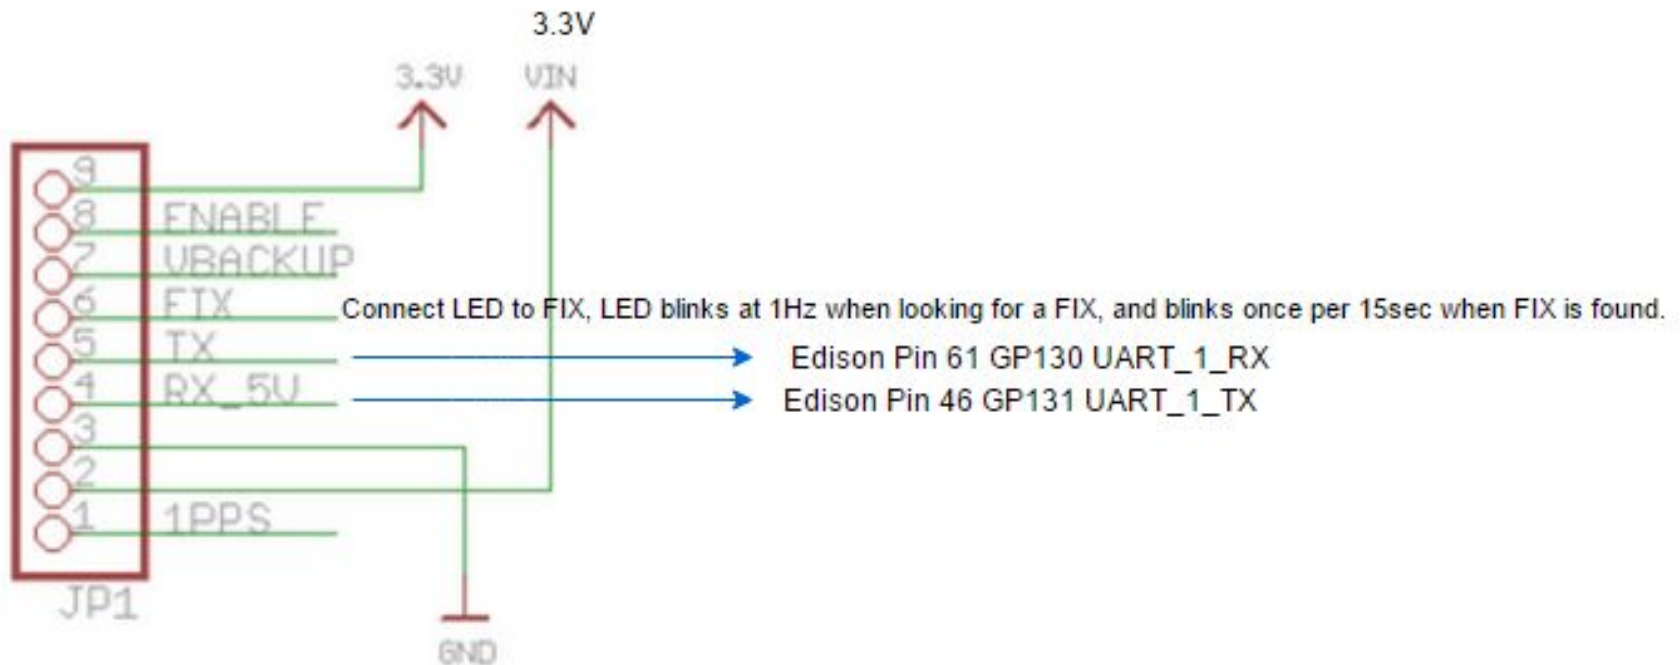 3.3V
3.3V VIN
9
8 ENABLE
7 VBACKUP
6 FIX Connect LED to FIX, LED blinks at 1Hz when looking for a FIX, and blinks once per 15sec when FIX is found.
5 TX Edison Pin 61 GP130 UART_1_RX
4 RX_5V Edison Pin 46 GP131 UART_1_TX
3
2
1 1PPS
JP1
GND